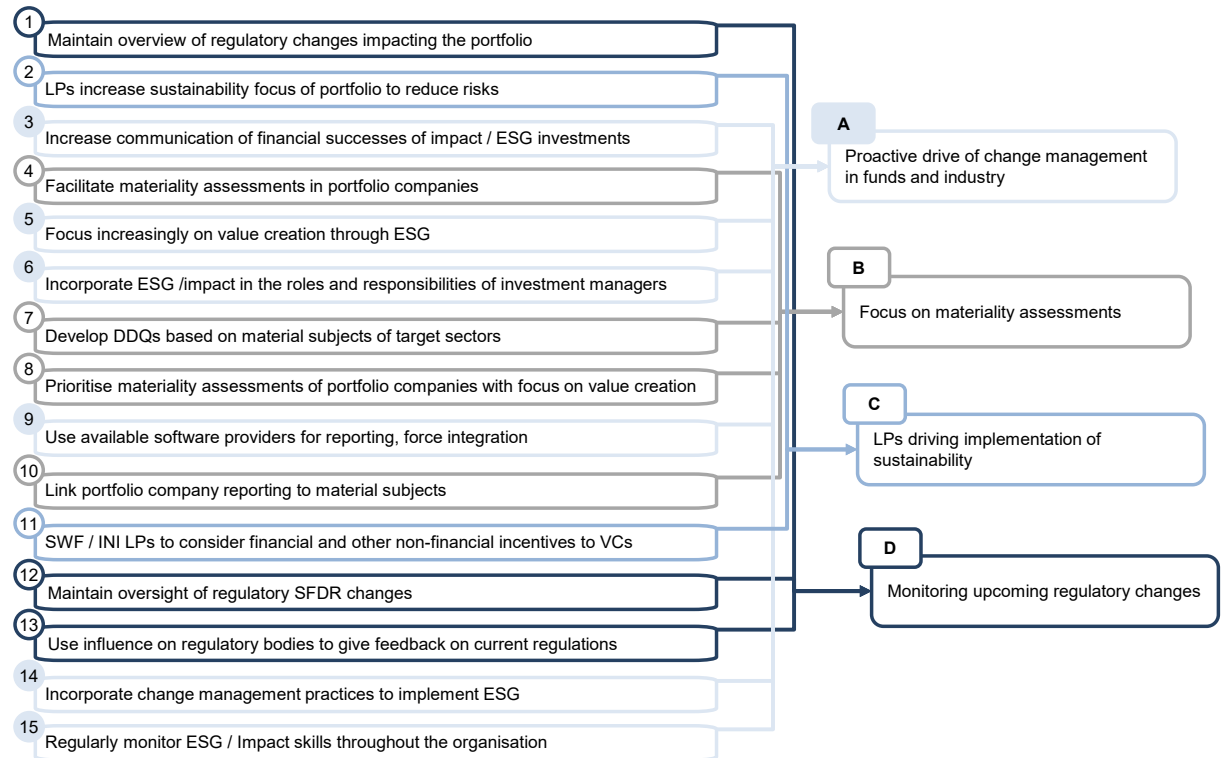 1
Maintain overview of regulatory changes impacting the portfolio
2
LPs increase sustainability focus of portfolio to reduce risks
3
Increase communication of financial successes of impact / ESG investments
4
Facilitate materiality assessments in portfolio companies
5
Focus increasingly on value creation through ESG
6
Incorporate ESG /impact in the roles and responsibilities of investment managers
7
Develop DDQs based on material subjects of target sectors
8
Prioritise materiality assessments of portfolio companies with focus on value creation
9
Use available software providers for reporting, force integration
10
Link portfolio company reporting to material subjects
11
SWF / INI LPs to consider financial and other non-financial incentives to VCs
12
Maintain oversight of regulatory SFDR changes
13
Use influence on regulatory bodies to give feedback on current regulations
14
Incorporate change management practices to implement ESG
15
Regularly monitor ESG / Impact skills throughout the organisation
A
Proactive drive of change management
in funds and industry
B
Focus on materiality assessments
C
LPs driving implementation of
sustainability
D
Monitoring upcoming regulatory changes